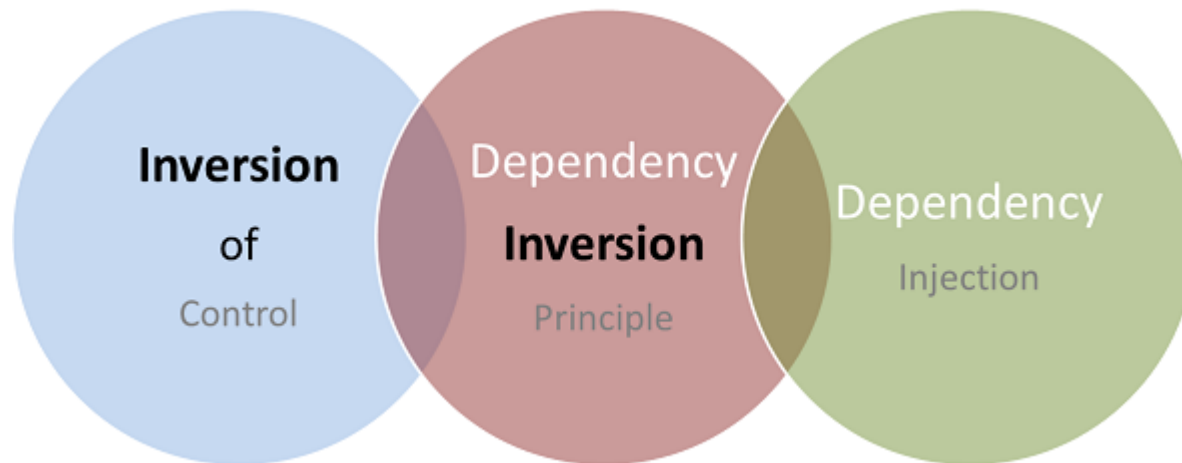 Inversion
of
Control
Dependency
Inversion
Principle
Dependency
Injection